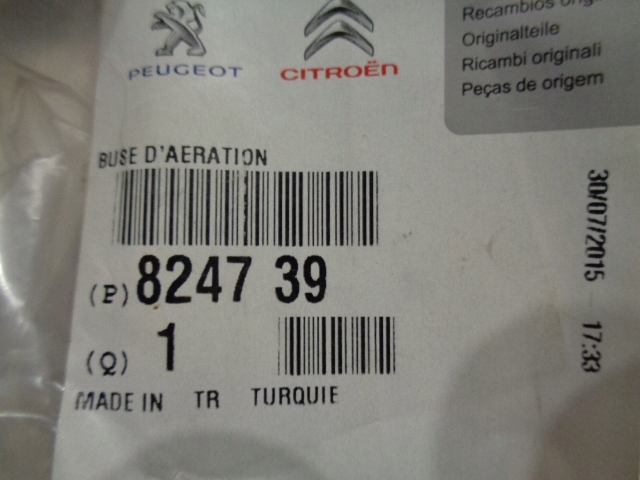 PEUGEOT
CITROËN
Recambios
Originalteile
Ricambi originali
Peças de origem
BUSE D'AERATION
(P) 8247 39
(Q) 1
MADE IN TR TURQUIE
30/07/2015 17:33